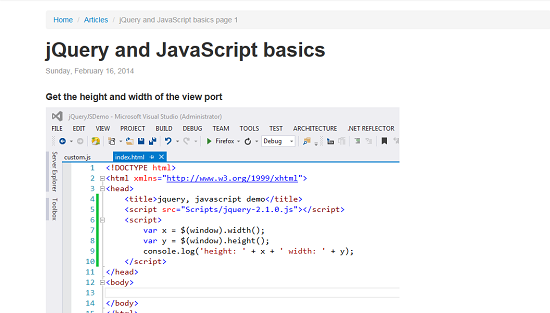 Home / Articles / jQuery and JavaScript basics page 1
jQuery and JavaScript basics
Sunday, February 16, 2014
Get the height and width of the view port
jQueryJSDemo - Microsoft Visual Studio (Administrator)
FILE EDIT VIEW PROJECT BUILD DEBUG TEAM TOOLS TEST ARCHITECTURE .NET REFLECTOR
Firefox Debug
Server Explorer Toolbox
custom.js index.html
1 <!DOCTYPE html>
2 <html xmlns="http://www.w3.org/1999/xhtml">
3 <head>
4 <title>jquery, javascript demo</title>
5 <script src="Scripts/jquery-2.1.0.js"></script>
6 <script>
7 var x = $(window).width();
8 var y = $(window).height();
9 console.log('height: ' + x + ' width: ' + y);
10 </script>
11 </head>
12 <body>
13
14 </body>